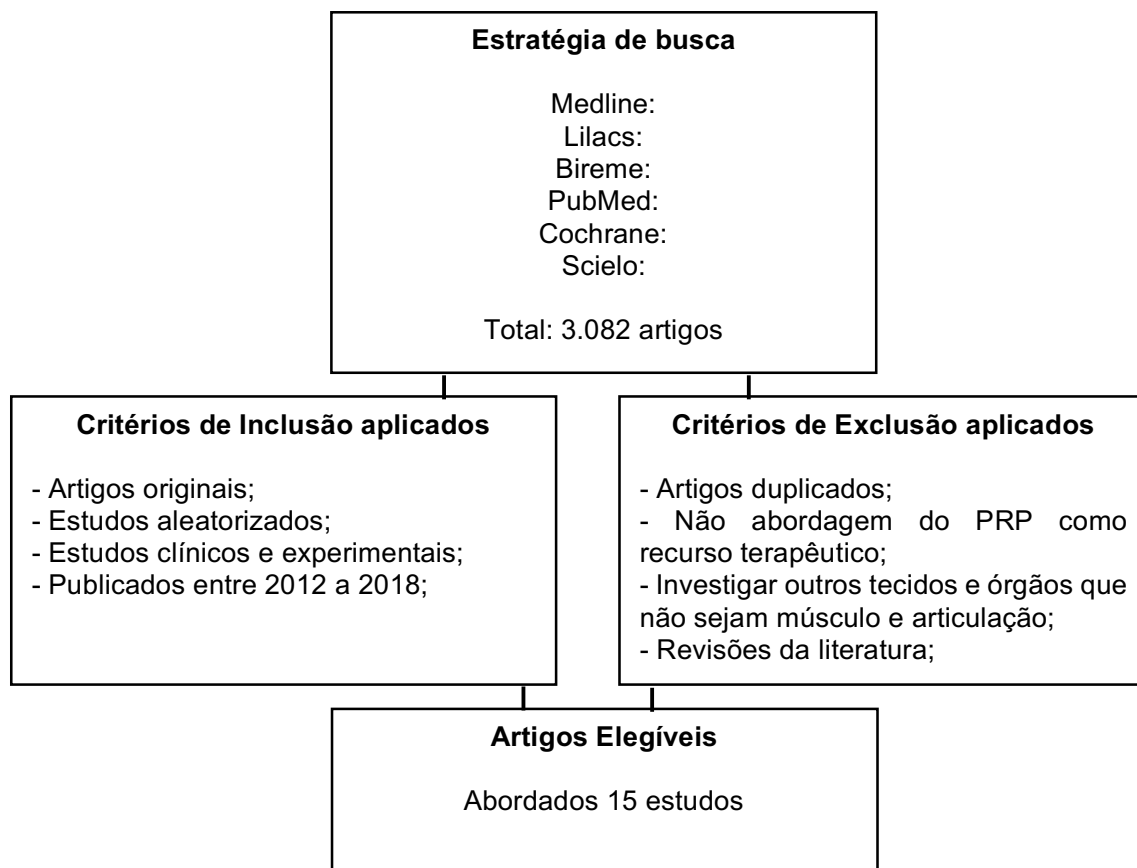 Estratégia de busca
Medline:
Lilacs:
Bireme:
PubMed:
Cochrane:
Scielo:
Total: 3.082 artigos
Critérios de Inclusão aplicados
- Artigos originais;
- Estudos aleatorizados;
- Estudos clínicos e experimentais;
- Publicados entre 2012 a 2018;
Critérios de Exclusão aplicados
- Artigos duplicados;
- Não abordagem do PRP como
recurso terapêutico;
- Investigar outros tecidos e órgãos que
não sejam músculo e articulação;
- Revisões da literatura;
Artigos Elegíveis
Abordados 15 estudos